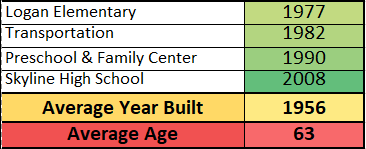 Logan Elementary 1977
Transportation 1982
Preschool & Family Center 1990
Skyline High School 2008
Average Year Built 1956
Average Age 63